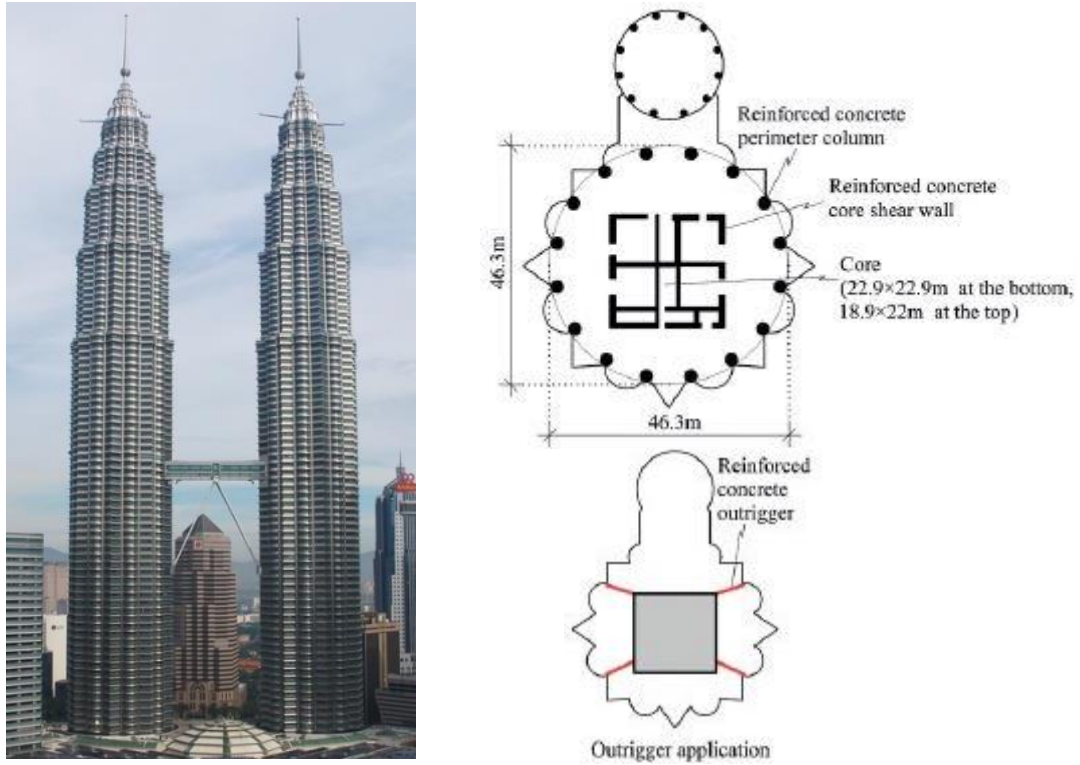 Reinforced concrete
perimeter column
Reinforced concrete
core shear wall
46.3m
Core
(22.9×22.9m at the bottom,
18.9×22m at the top)
46.3m
Reinforced
concrete
outrigger
Outrigger application